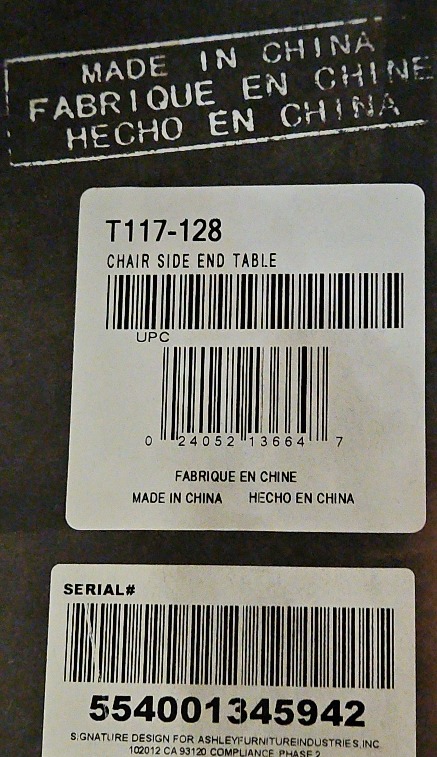 MADE IN CHINA
FABRIQUE EN CHINE
HECHO EN CHINA
T117-128
CHAIR SIDE END TABLE
UPC
0 24052 13664 7
FABRIQUE EN CHINE
MADE IN CHINA HECHO EN CHINA
SERIAL#
554001345942
SIGNATURE DESIGN FOR ASHLEYFURNITUREINDUSTRIES,INC
102012 CA 93120 COMPLIANCE PHASE 2